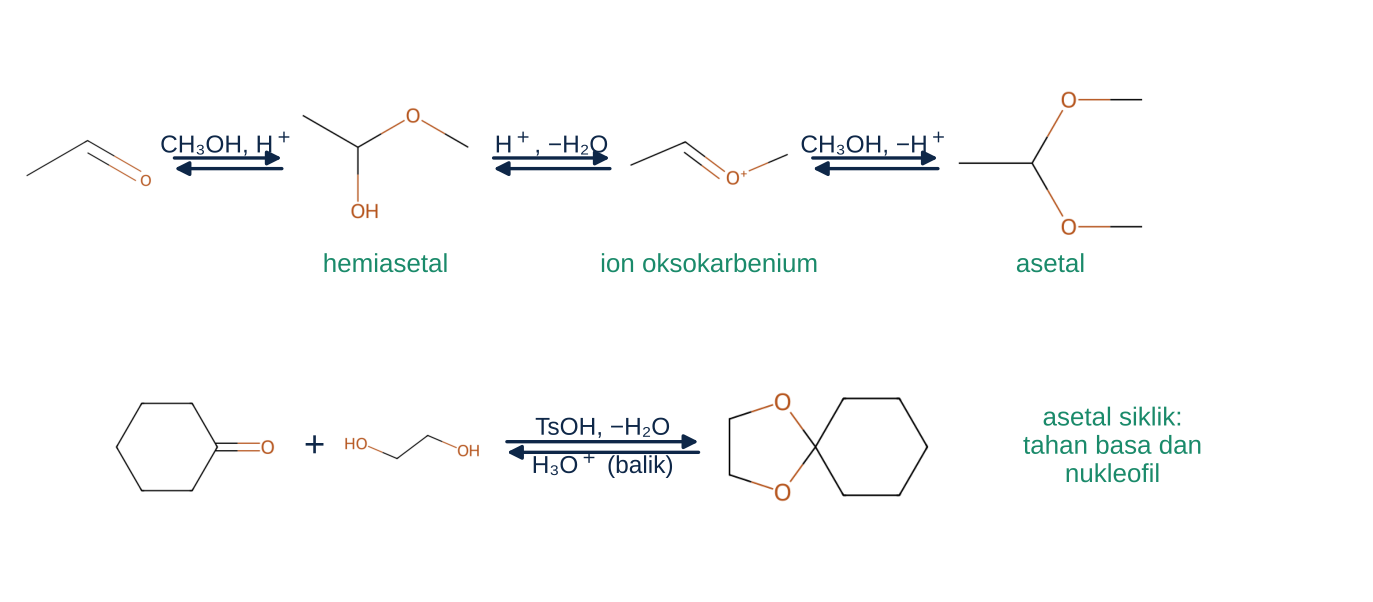 O
CH₃OH, H⁺
O
OH
H⁺, −H₂O
O⁺
CH₃OH, −H⁺
O
O
hemiasetal
ion oksokarbenium
asetal
O
+
HO
OH
TsOH, −H₂O
H₃O⁺ (balik)
O
O
asetal siklik:
tahan basa dan
nukleofil